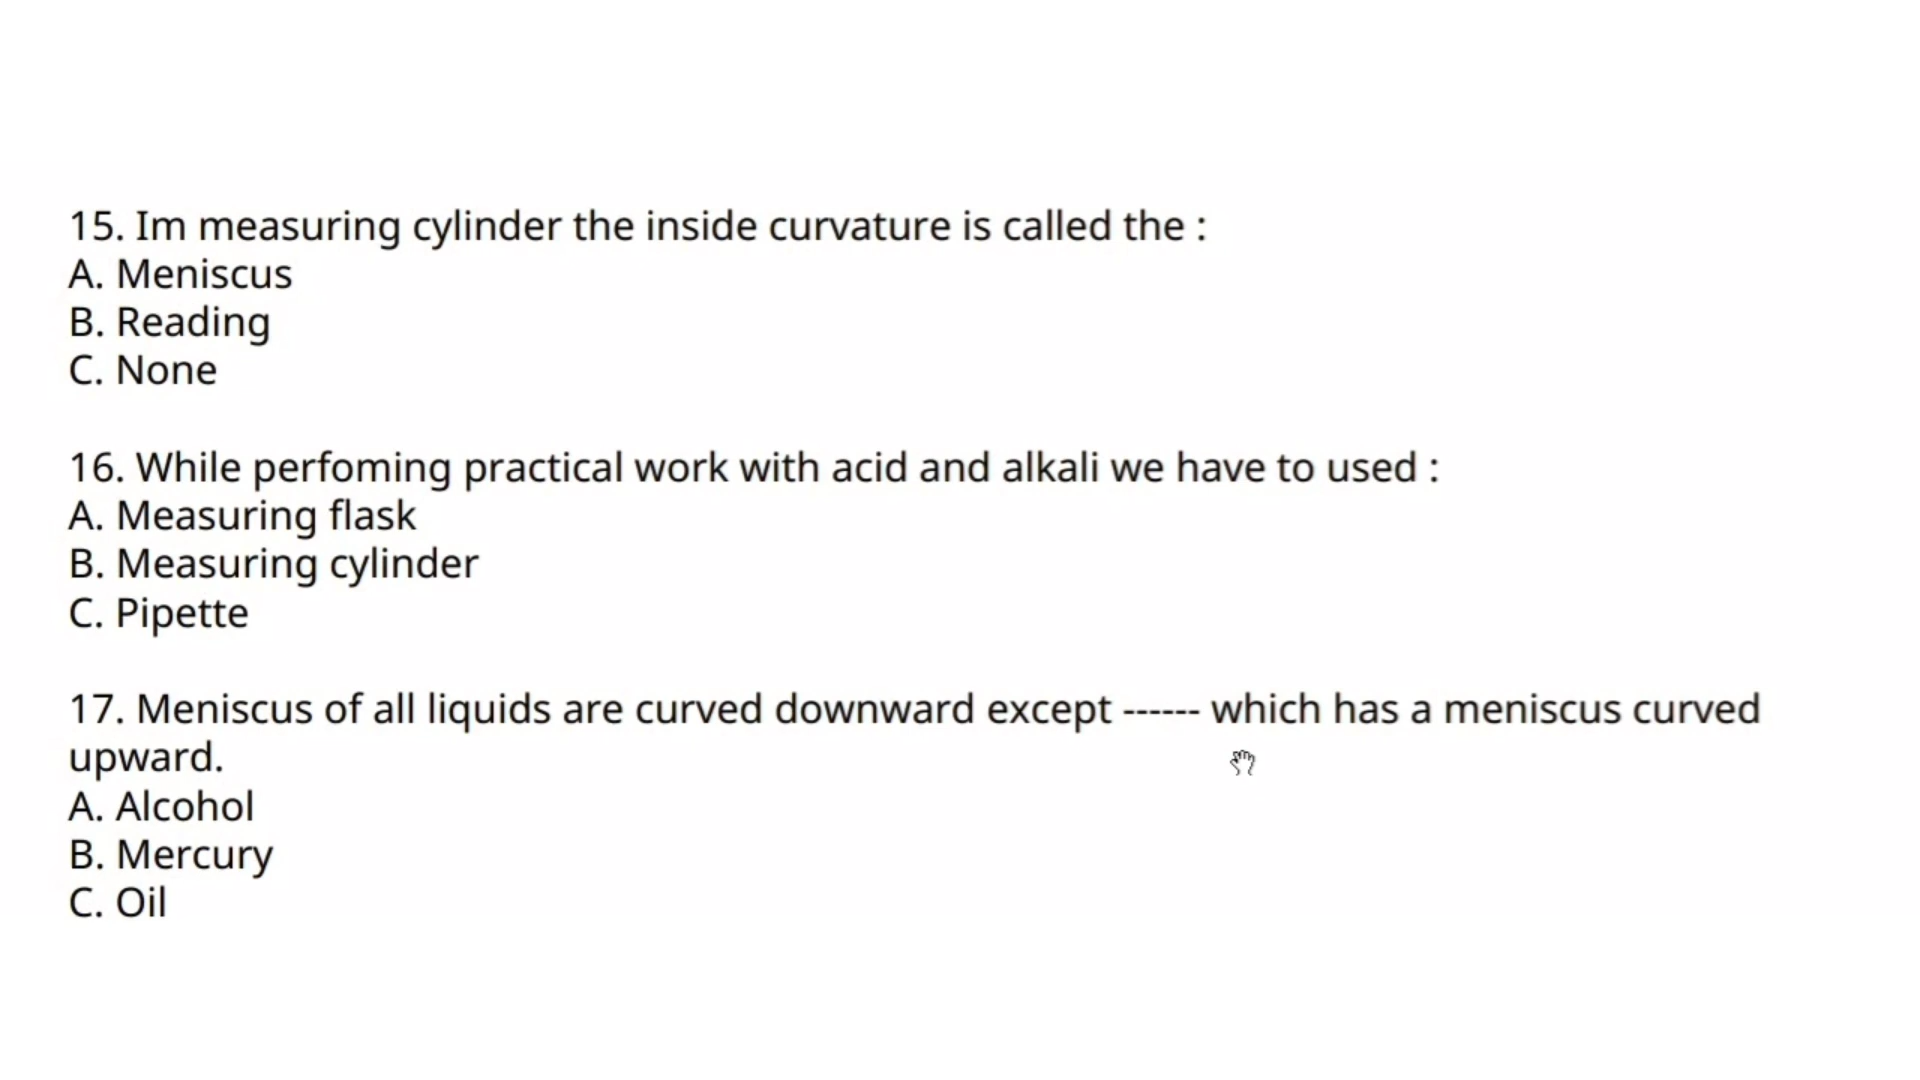 15. Im measuring cylinder the inside curvature is called the :
A. Meniscus
B. Reading
C. None
16. While perfoming practical work with acid and alkali we have to used :
A. Measuring flask
B. Measuring cylinder
C. Pipette
17. Meniscus of all liquids are curved downward except ------ which has a meniscus curved
upward.
A. Alcohol
B. Mercury
C. Oil